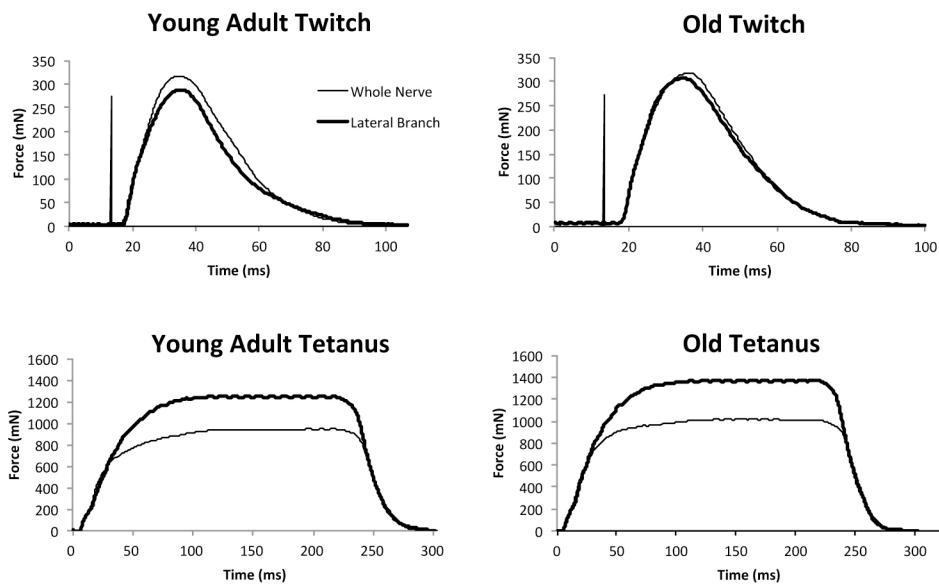 Young Adult Twitch
350
300
250
200
150
100
50
0
Force (mN)
0 20 40 60 80 100
Time (ms)
Whole Nerve
Lateral Branch
Old Twitch
350
300
250
200
150
100
50
0
Force (mN)
0 20 40 60 80 100
Time (ms)
Young Adult Tetanus
1600
1400
1200
1000
800
600
400
200
0
Force (mN)
0 50 100 150 200 250 300
Time (ms)
Old Tetanus
1600
1400
1200
1000
800
600
400
200
0
Force (mN)
0 50 100 150 200 250 300
Time (ms)